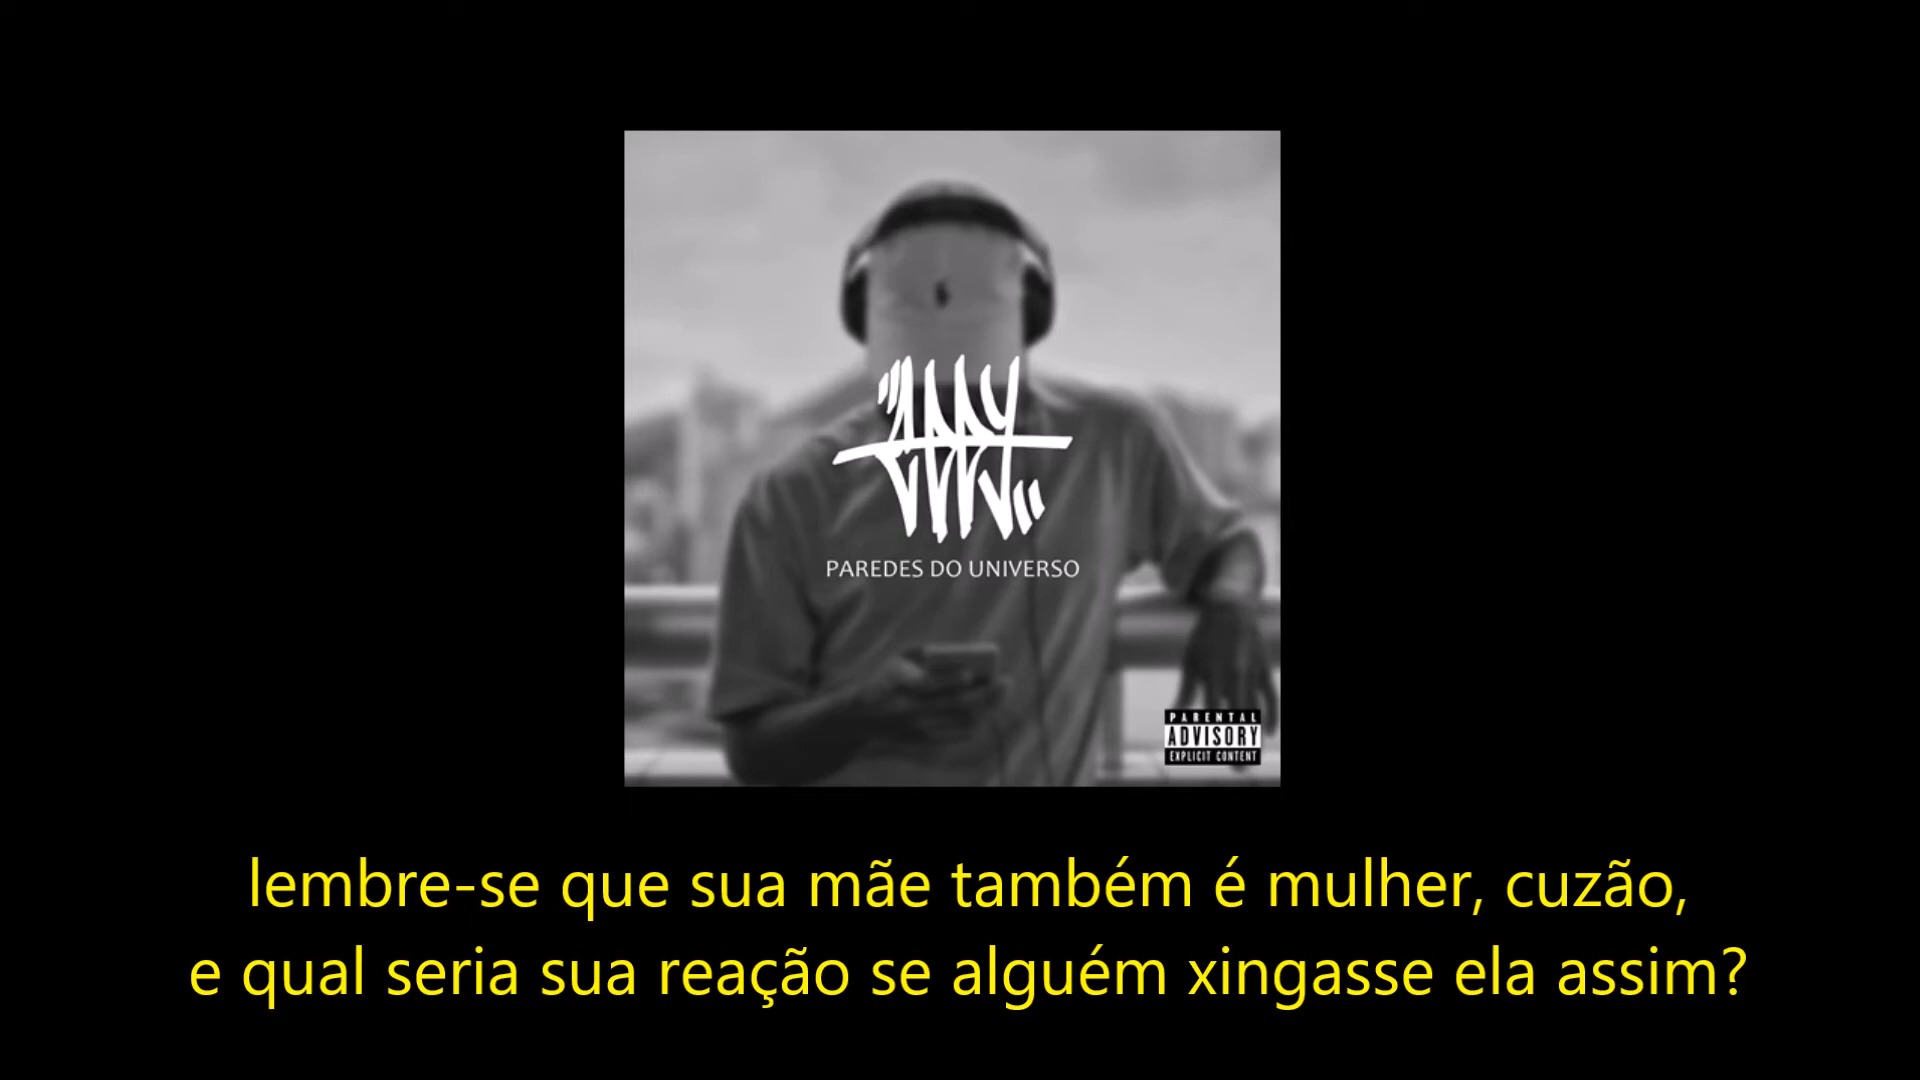 PAREDES DO UNIVERSO
PARENTAL
ADVISORY
EXPLICIT CONTENT
lembre-se que sua mãe também é mulher, cuzão,
e qual seria sua reação se alguém xingasse ela assim?